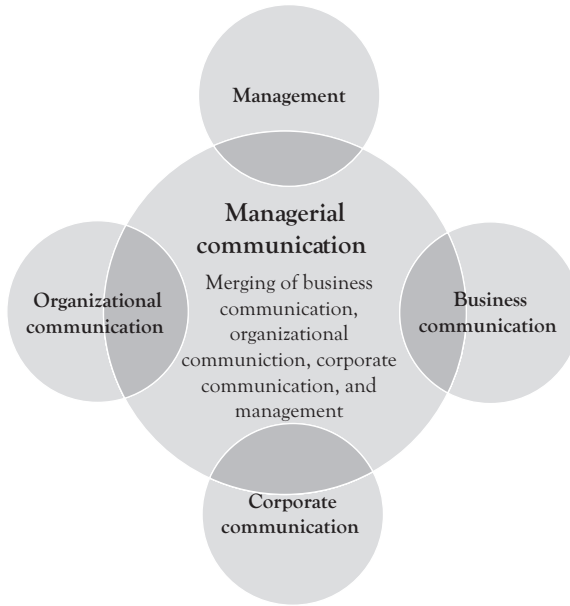 Management
Managerial
communication
Merging of business
communication,
organizational
communiction, corporate
communication, and
management
Organizational
communication
Business
communication
Corporate
communication